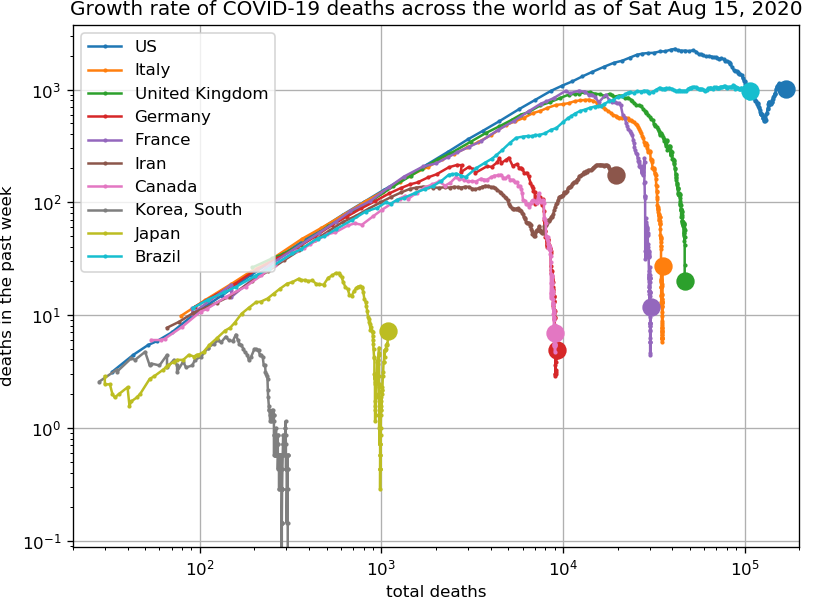 Growth rate of COVID-19 deaths across the world as of Sat Aug 15, 2020
US
Italy
United Kingdom
Germany
France
Iran
Canada
Korea, South
Japan
Brazil
deaths in the past week
10³
10²
10¹
10⁰
10⁻¹
10²
10³
10⁴
10⁵
total deaths